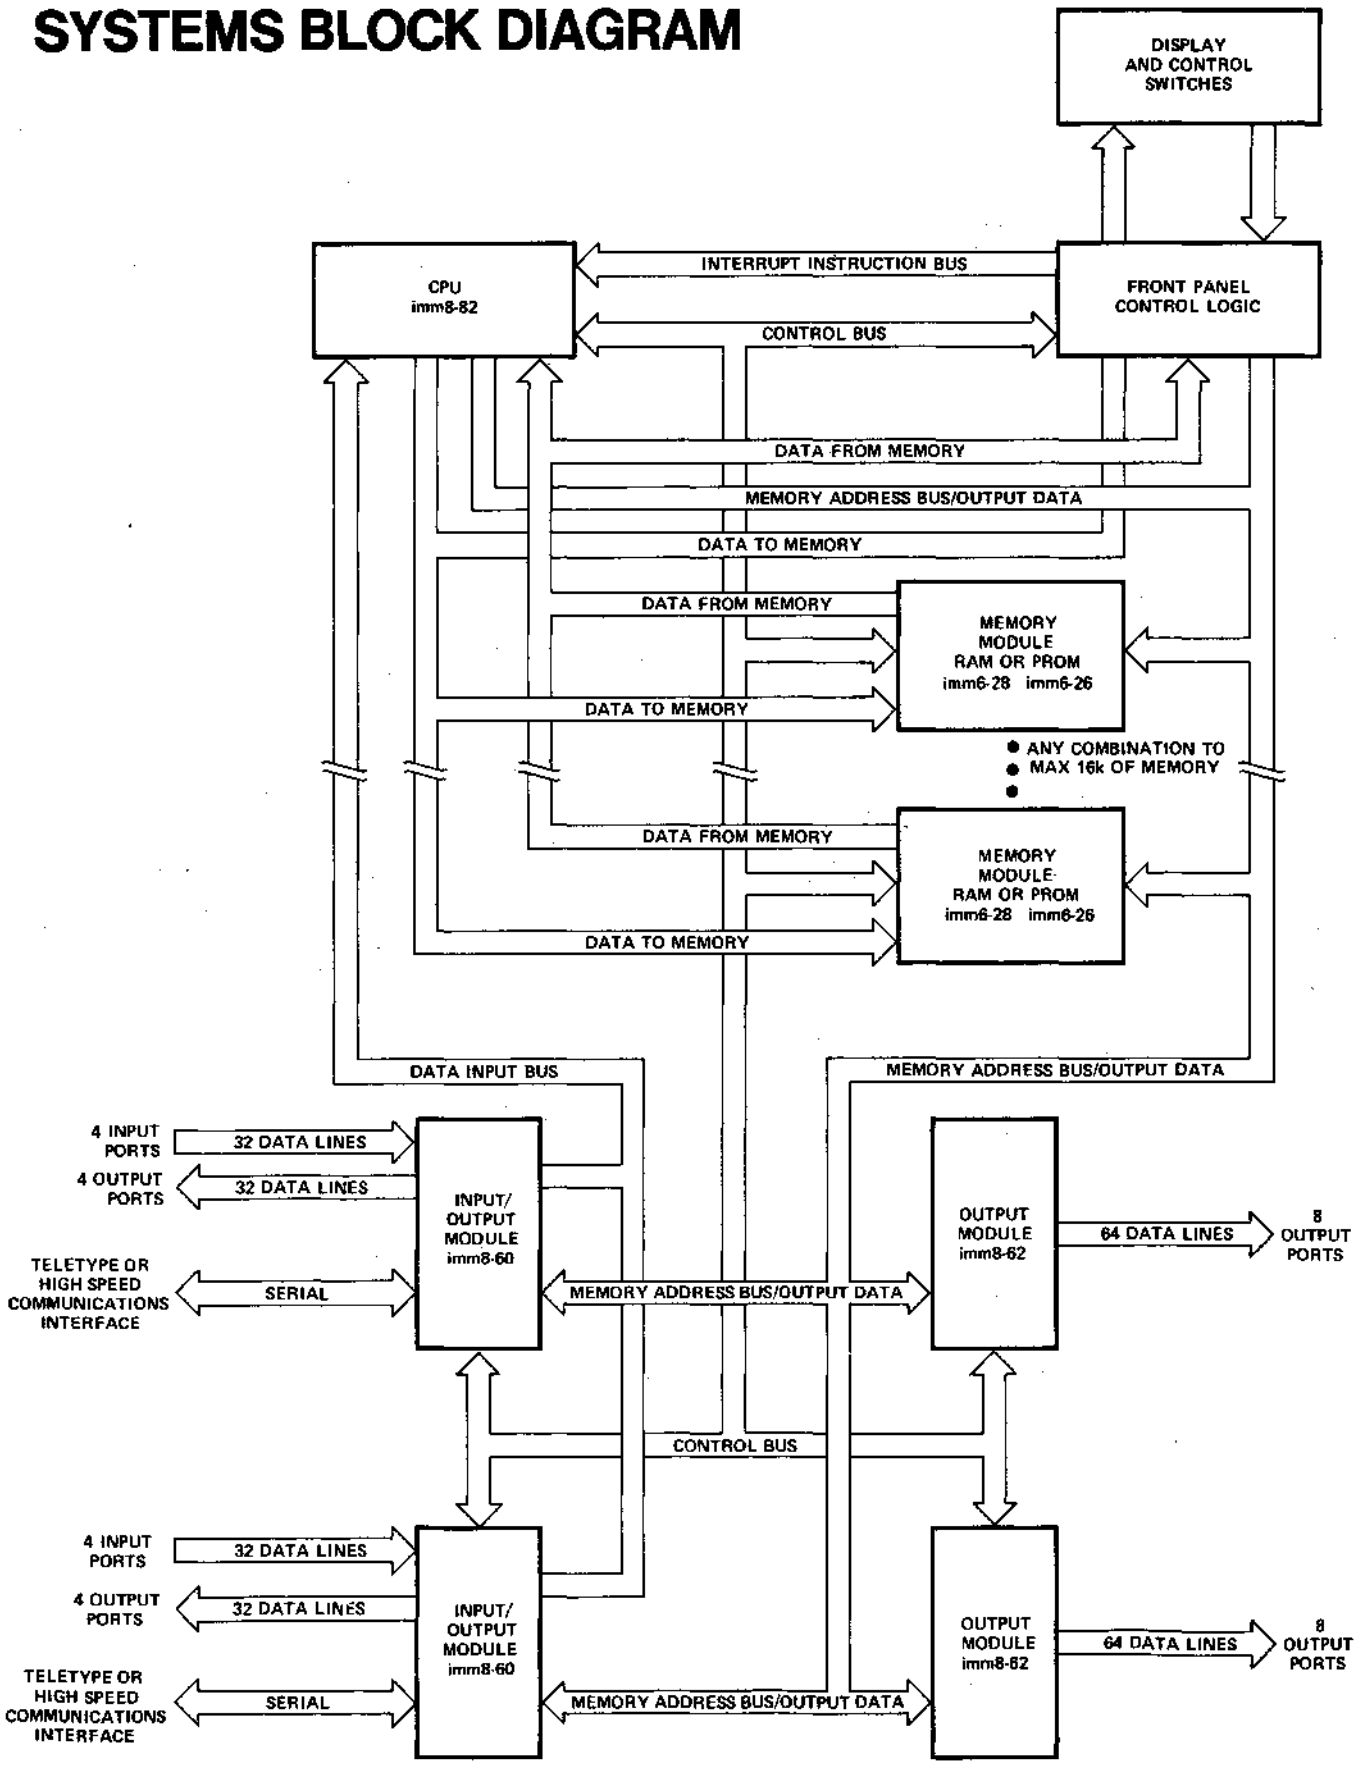 SYSTEMS BLOCK DIAGRAM
DISPLAY
AND CONTROL
SWITCHES
INTERRUPT INSTRUCTION BUS
CPU
imm8-82
FRONT PANEL
CONTROL LOGIC
CONTROL BUS
DATA FROM MEMORY
MEMORY ADDRESS BUS/OUTPUT DATA
DATA TO MEMORY
DATA FROM MEMORY
MEMORY
MODULE
RAM OR PROM
imm6-28 imm6-26
DATA TO MEMORY
ANY COMBINATION TO
MAX 16k OF MEMORY
DATA FROM MEMORY
MEMORY
MODULE
RAM OR PROM
imm6-28 imm6-26
DATA TO MEMORY
DATA INPUT BUS
MEMORY ADDRESS BUS/OUTPUT DATA
4 INPUT
PORTS
32 DATA LINES
4 OUTPUT
PORTS
32 DATA LINES
INPUT/
OUTPUT
MODULE
imm8-60
TELETYPE OR
HIGH SPEED
COMMUNICATIONS
INTERFACE
SERIAL
MEMORY ADDRESS BUS/OUTPUT DATA
OUTPUT
MODULE
imm8-62
64 DATA LINES
8
OUTPUT
PORTS
CONTROL BUS
4 INPUT
PORTS
32 DATA LINES
4 OUTPUT
PORTS
32 DATA LINES
INPUT/
OUTPUT
MODULE
imm8-60
TELETYPE OR
HIGH SPEED
COMMUNICATIONS
INTERFACE
SERIAL
MEMORY ADDRESS BUS/OUTPUT DATA
OUTPUT
MODULE
imm8-62
64 DATA LINES
8
OUTPUT
PORTS